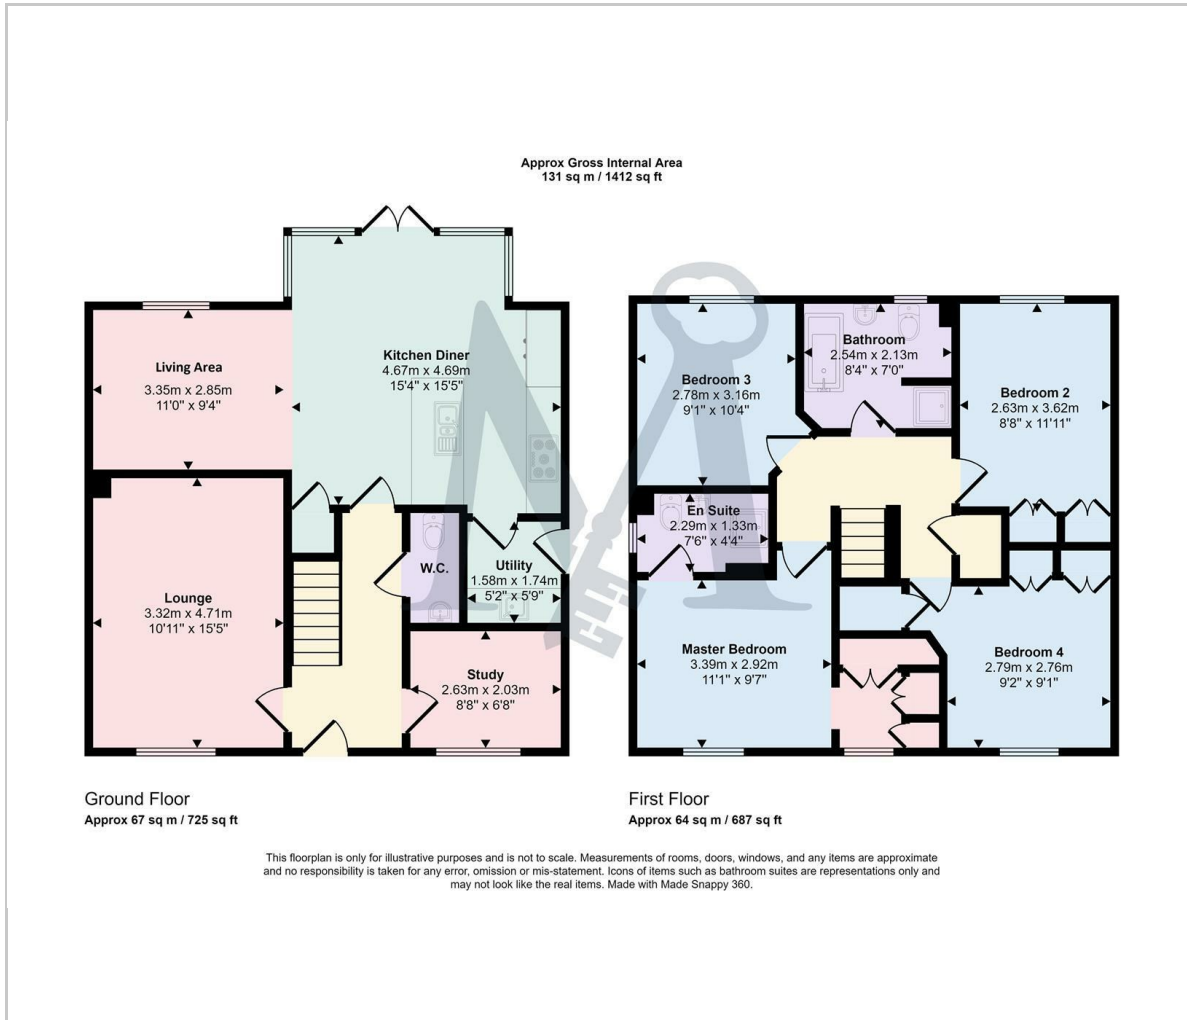 Approx Gross Internal Area
131 sq m / 1412 sq ft
Living Area
3.35m x 2.85m
11'0" x 9'4"
Kitchen Diner
4.67m x 4.69m
15'4" x 15'5"
Lounge
3.32m x 4.71m
10'11" x 15'5"
W.C.
Utility
1.58m x 1.74m
5'2" x 5'9"
Study
2.63m x 2.03m
8'8" x 6'8"
Ground Floor
Approx 67 sq m / 725 sq ft
Bedroom 3
2.78m x 3.16m
9'1" x 10'4"
Bathroom
2.54m x 2.13m
8'4" x 7'0"
Bedroom 2
2.63m x 3.62m
8'8" x 11'11"
En Suite
2.29m x 1.33m
7'6" x 4'4"
Master Bedroom
3.39m x 2.92m
11'1" x 9'7"
Bedroom 4
2.79m x 2.76m
9'2" x 9'1"
First Floor
Approx 64 sq m / 687 sq ft
This floorplan is only for illustrative purposes and is not to scale. Measurements of rooms, doors, windows, and any items are approximate
and no responsibility is taken for any error, omission or mis-statement. Icons of items such as bathroom suites are representations only and
may not look like the real items. Made with Made Snappy 360.